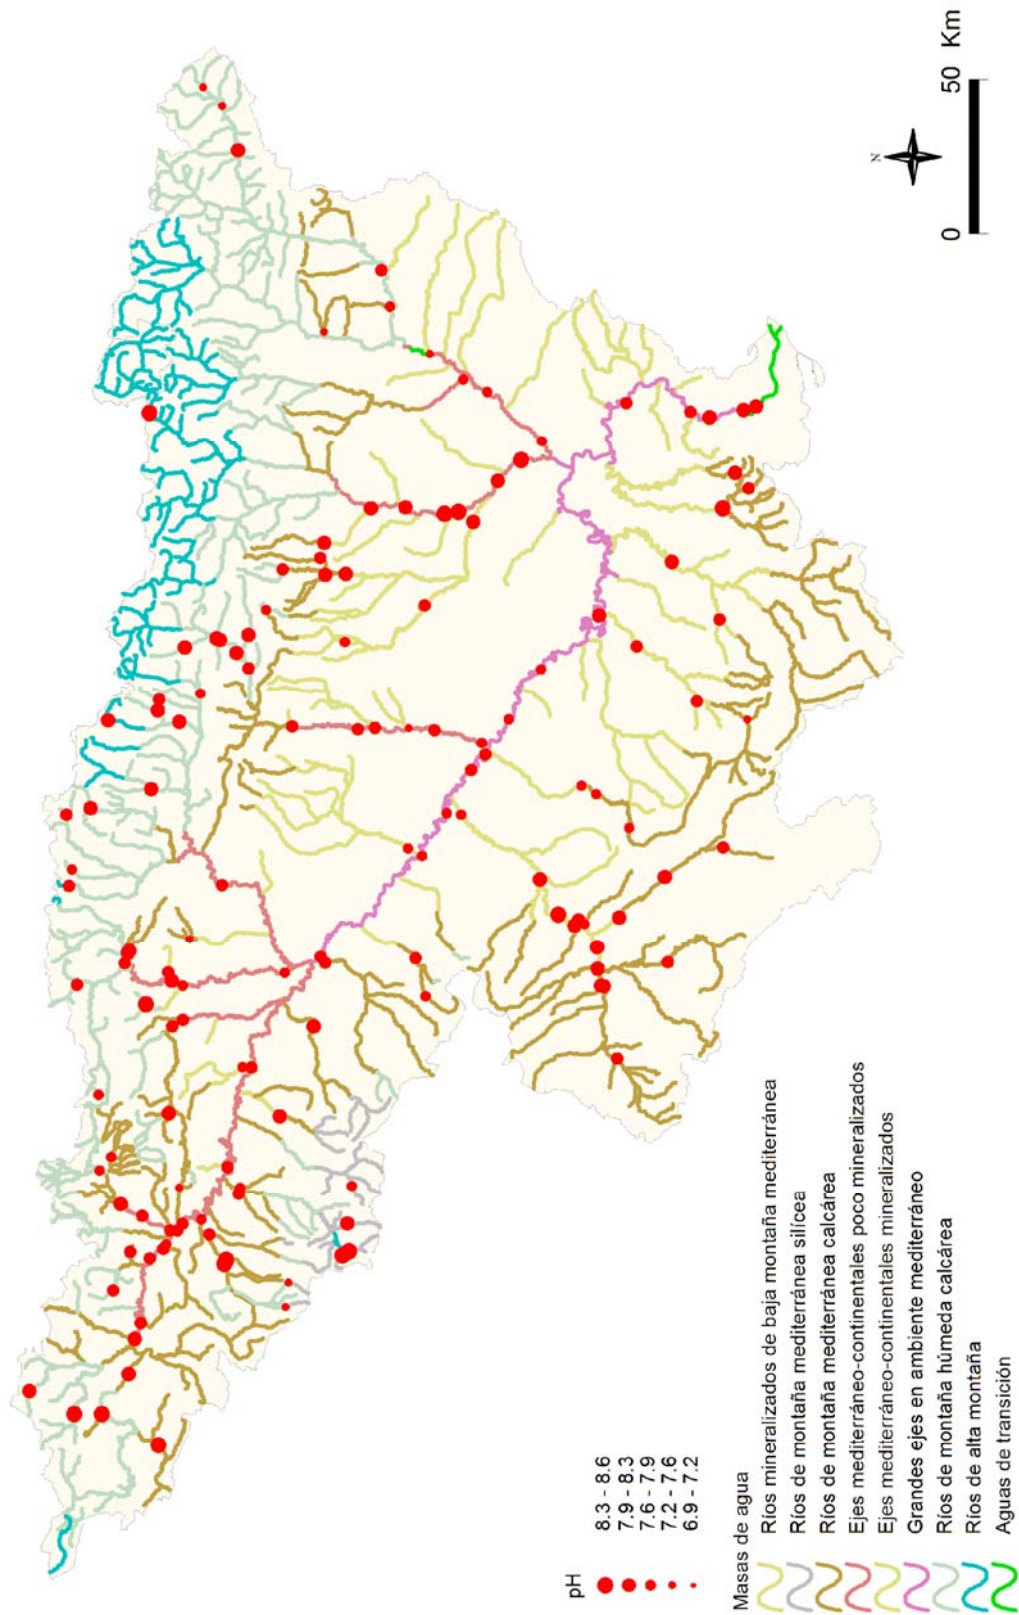 pH
8.3 - 8.6
7.9 - 8.3
7.6 - 7.9
7.2 - 7.6
6.9 - 7.2
Masas de agua
Ríos mineralizados de baja montaña mediterránea
Ríos de montaña mediterránea silícea
Ríos de montaña mediterránea calcárea
Ejes mediterráneo-continentales poco mineralizados
Ejes mediterráneo-continentales mineralizados
Grandes ejes en ambiente mediterráneo
Ríos de montaña húmeda calcárea
Ríos de alta montaña
Aguas de transición
N
0 50 Km